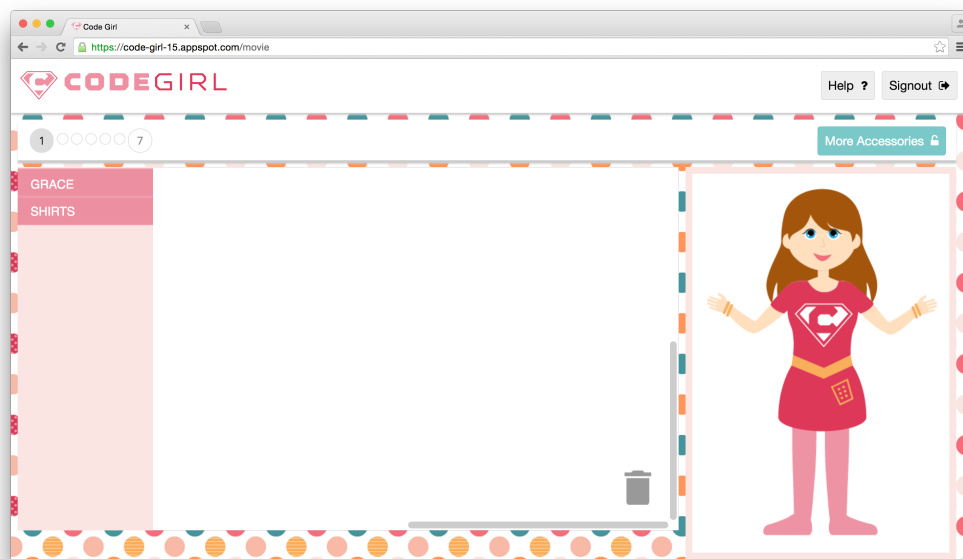 Code Girl
https://code-girl-15.appspot.com/movie
CODEGIRL
Help ?
Signout
1
7
More Accessories
GRACE
SHIRTS
C